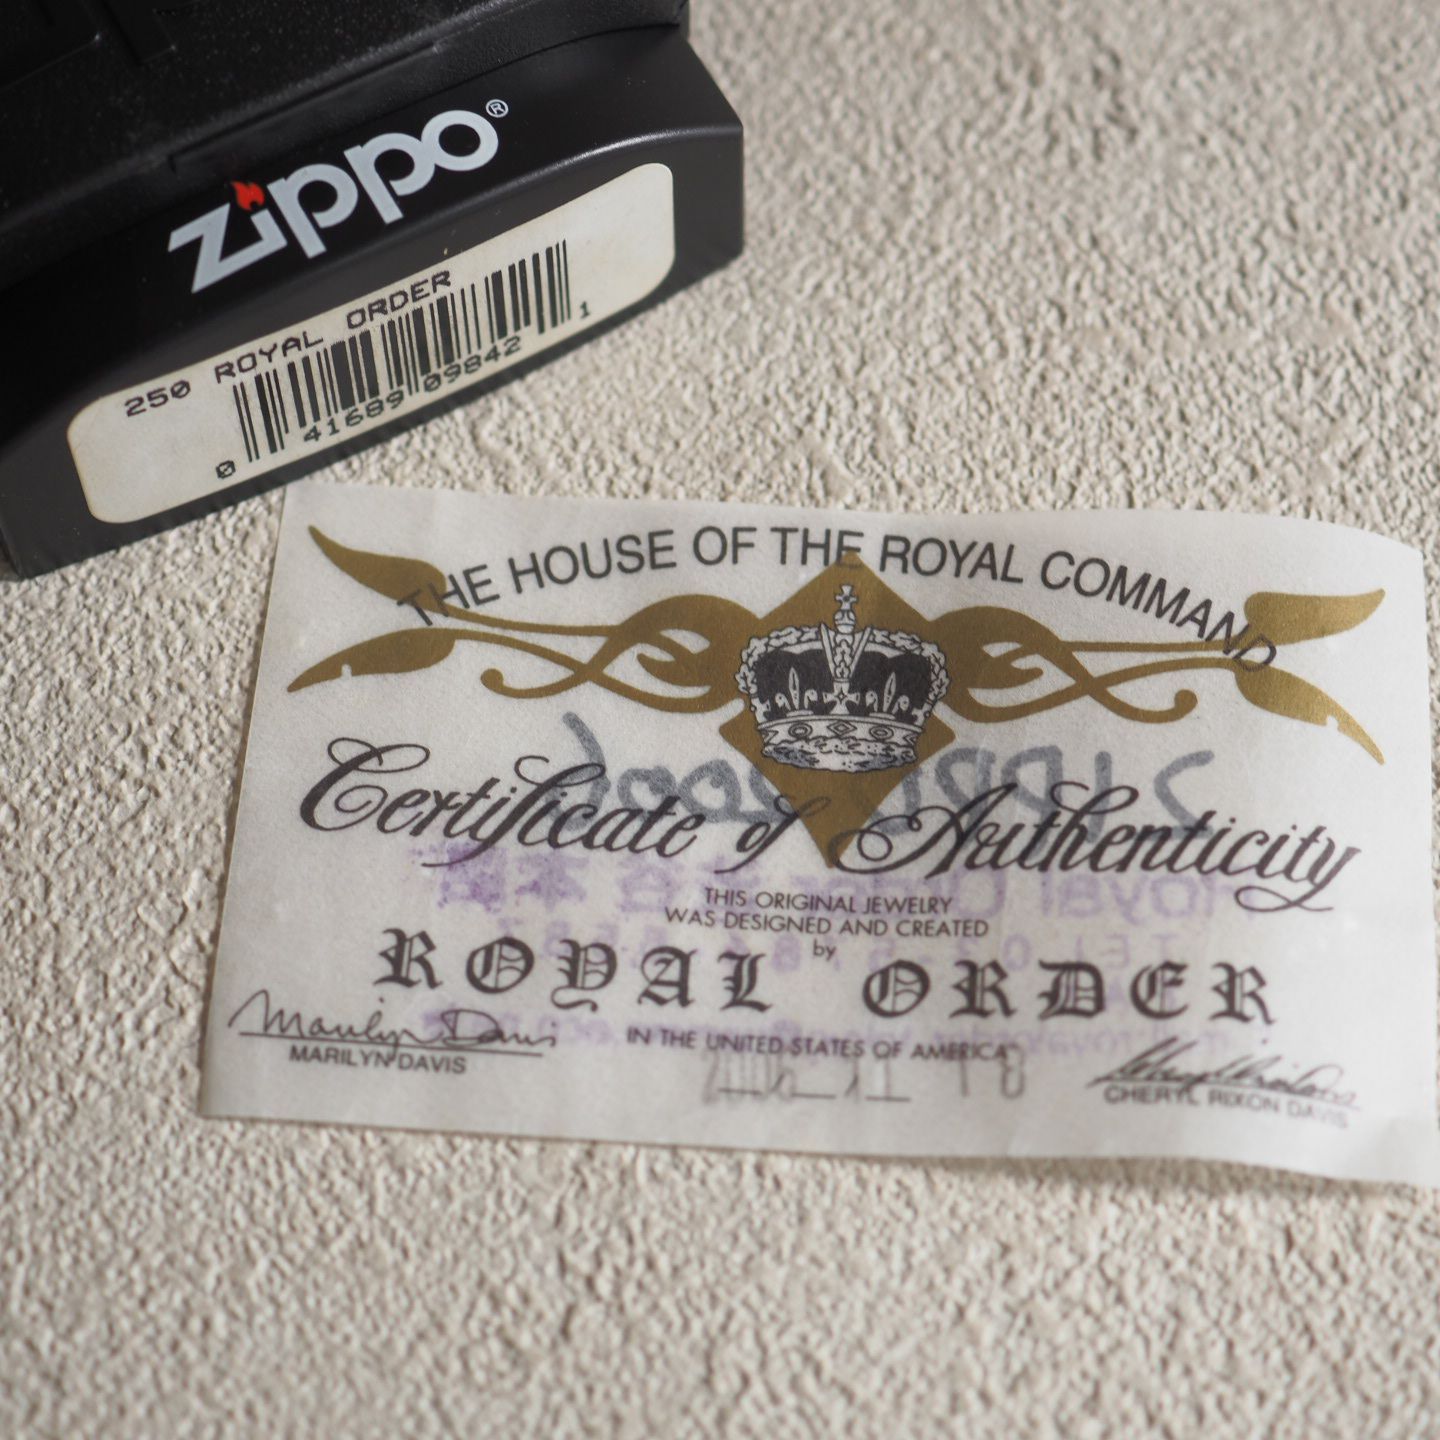 zippo®
250 ROYAL ORDER
0 41689 09842 1
THE HOUSE OF THE ROYAL COMMAND
Certificate of Authenticity
THIS ORIGINAL JEWELRY
WAS DESIGNED AND CREATED
by
ROYAL ORDER
IN THE UNITED STATES OF AMERICA
Marilyn Davis
MARILYN DAVIS
CHERYL RIXON DAVIS